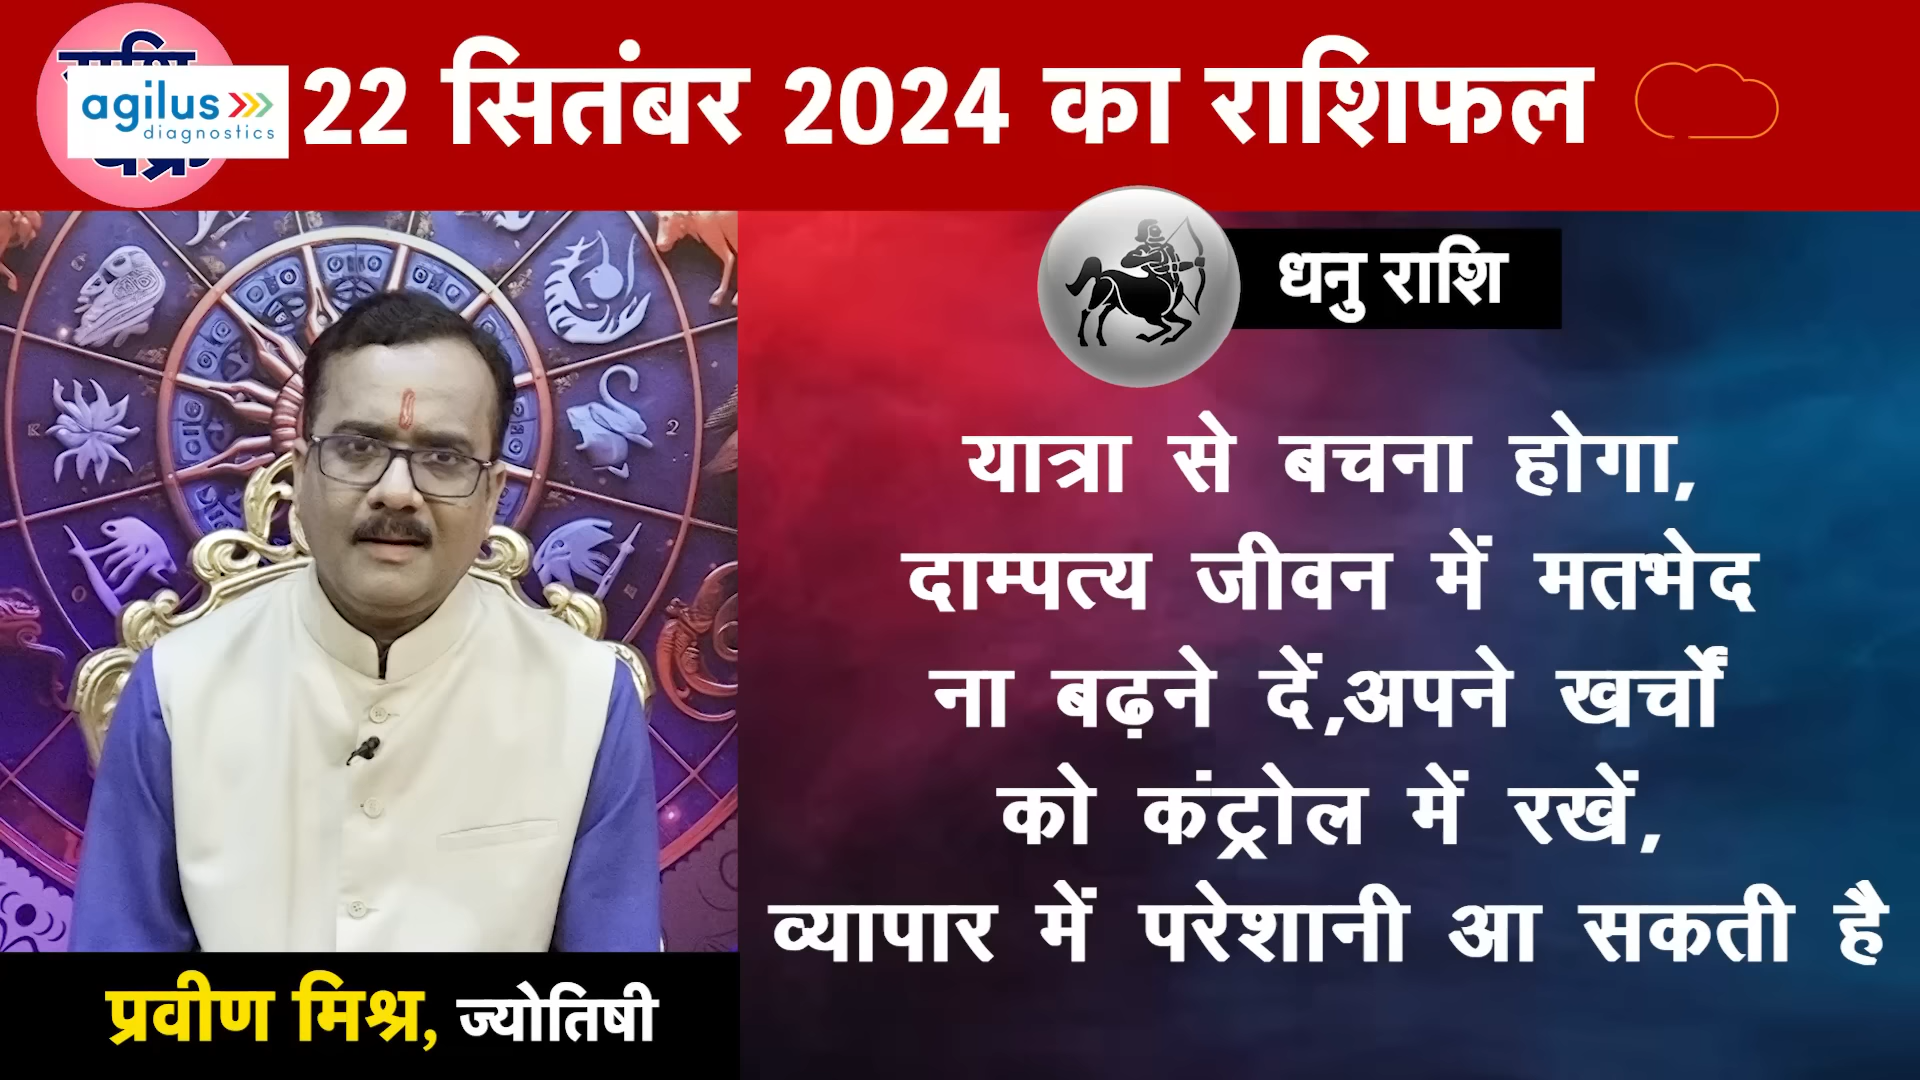 agilus
diagnostics
22 सितंबर 2024 का राशिफल
धनु राशि
यात्रा से बचना होगा,
दाम्पत्य जीवन में मतभेद
ना बढ़ने दें,अपने खर्चों
को कंट्रोल में रखें,
व्यापार में परेशानी आ सकती है
प्रवीण मिश्र, ज्योतिषी